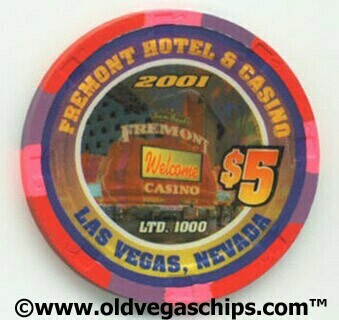 FREMONT HOTEL & CASINO
2001
FREMONT
Welcome
CASINO
$5
LTD. 1000
LAS VEGAS, NEVADA
©www.oldvegaschips.com™